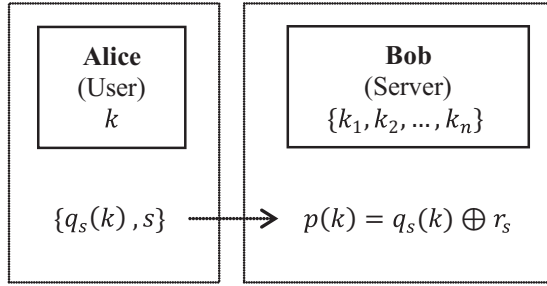 Alice
(User)
k
Bob
(Server)
{k₁, k₂, …, kₙ}
{qₛ(k) , s}
p(k) = qₛ(k) ⊕ rₛ